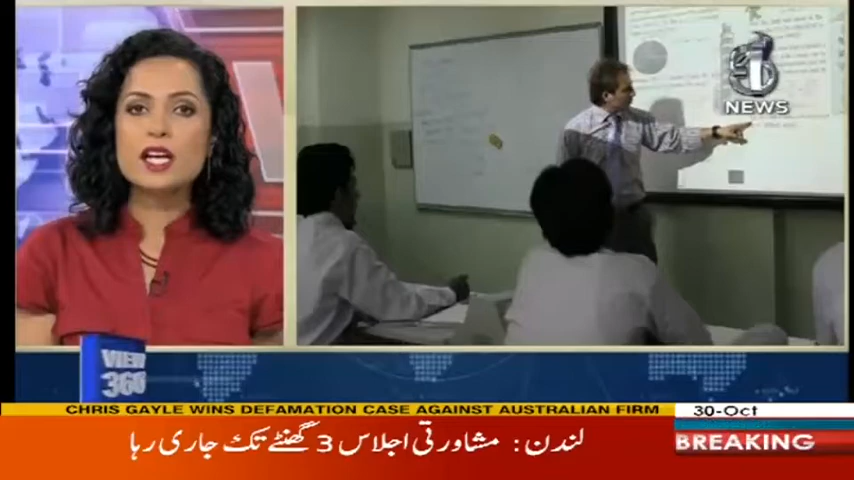 NEWS
VIEW
360
CHRIS GAYLE WINS DEFAMATION CASE AGAINST AUSTRALIAN FIRM
30-Oct
لندن: مشاورتی اجلاس 3 گھنٹے تک جاری رہا
BREAKING